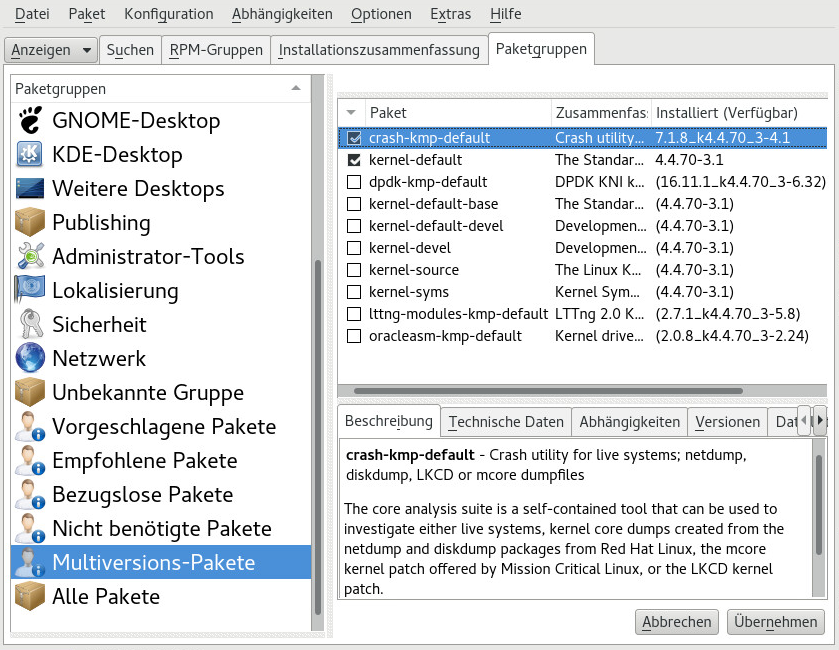 Datei Paket Konfiguration Abhängigkeiten Optionen Extras Hilfe
Anzeigen Suchen RPM-Gruppen Installationszusammenfassung Paketgruppen
Paketgruppen
GNOME-Desktop
KDE-Desktop
Weitere Desktops
Publishing
Administrator-Tools
Lokalisierung
Sicherheit
Netzwerk
Unbekannte Gruppe
Vorgeschlagene Pakete
Empfohlene Pakete
Bezugslose Pakete
Nicht benötigte Pakete
Multiversions-Pakete
Alle Pakete
Paket Zusammenfas: Installiert (Verfügbar)
crash-kmp-default Crash utility... 7.1.8_k4.4.70_3-4.1
kernel-default The Standar... 4.4.70-3.1
dpdk-kmp-default DPDK KNI k... (16.11.1_k4.4.70_3-6.32)
kernel-default-base The Standar... (4.4.70-3.1)
kernel-default-devel Developmen... (4.4.70-3.1)
kernel-devel Developmen... (4.4.70-3.1)
kernel-source The Linux K... (4.4.70-3.1)
kernel-syms Kernel Sym... (4.4.70-3.1)
lttng-modules-kmp-default LTTng 2.0 K... (2.7.1_k4.4.70_3-5.8)
oracleasm-kmp-default Kernel drive... (2.0.8_k4.4.70_3-2.24)
Beschreibung Technische Daten Abhängigkeiten Versionen Dat
crash-kmp-default - Crash utility for live systems; netdump,
diskdump, LKCD or mcore dumpfiles
The core analysis suite is a self-contained tool that can be used to
investigate either live systems, kernel core dumps created from the
netdump and diskdump packages from Red Hat Linux, the mcore
kernel patch offered by Mission Critical Linux, or the LKCD kernel
patch.
Abbrechen Übernehmen